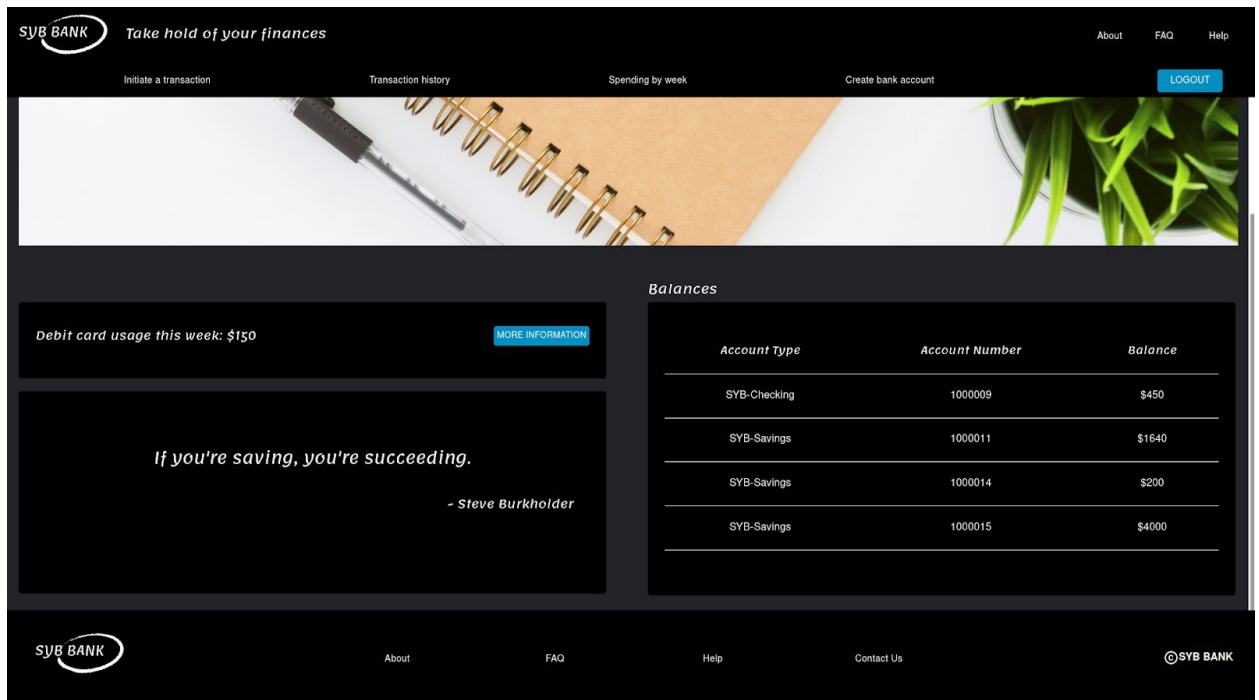 SYB BANK Take hold of your finances About FAQ Help
Initiate a transaction Transaction history Spending by week Create bank account LOGOUT
Debit card usage this week: $150 MORE INFORMATION
If you're saving, you're succeeding.
- Steve Burkholder
Balances
Account Type Account Number Balance
SYB-Checking 1000009 $450
SYB-Savings 1000011 $1640
SYB-Savings 1000014 $200
SYB-Savings 1000015 $4000
SYB BANK About FAQ Help Contact Us ©SYB BANK